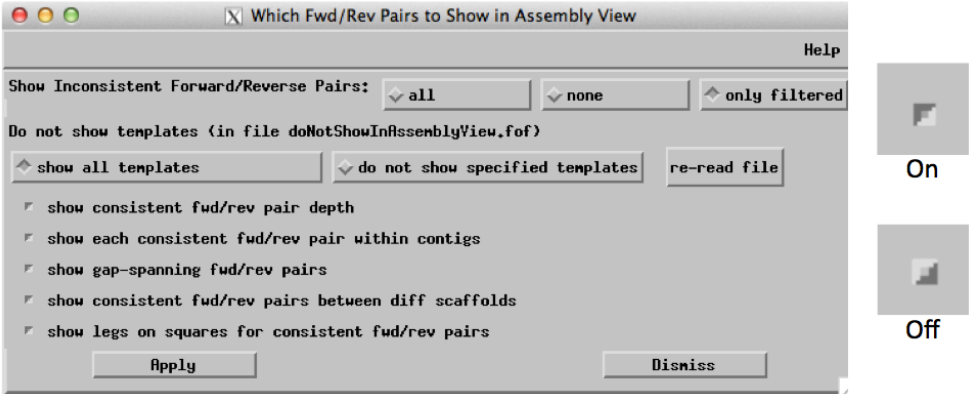 Which Fwd/Rev Pairs to Show in Assembly View
Help
Show Inconsistent Forward/Reverse Pairs: all none only filtered
Do not show templates (in file doNotShowInAssemblyView.fof)
show all templates do not show specified templates re-read file
show consistent fwd/rev pair depth
show each consistent fwd/rev pair within contigs
show gap-spanning fwd/rev pairs
show consistent fwd/rev pairs between diff scaffolds
show legs on squares for consistent fwd/rev pairs
Apply Dismiss
On
Off